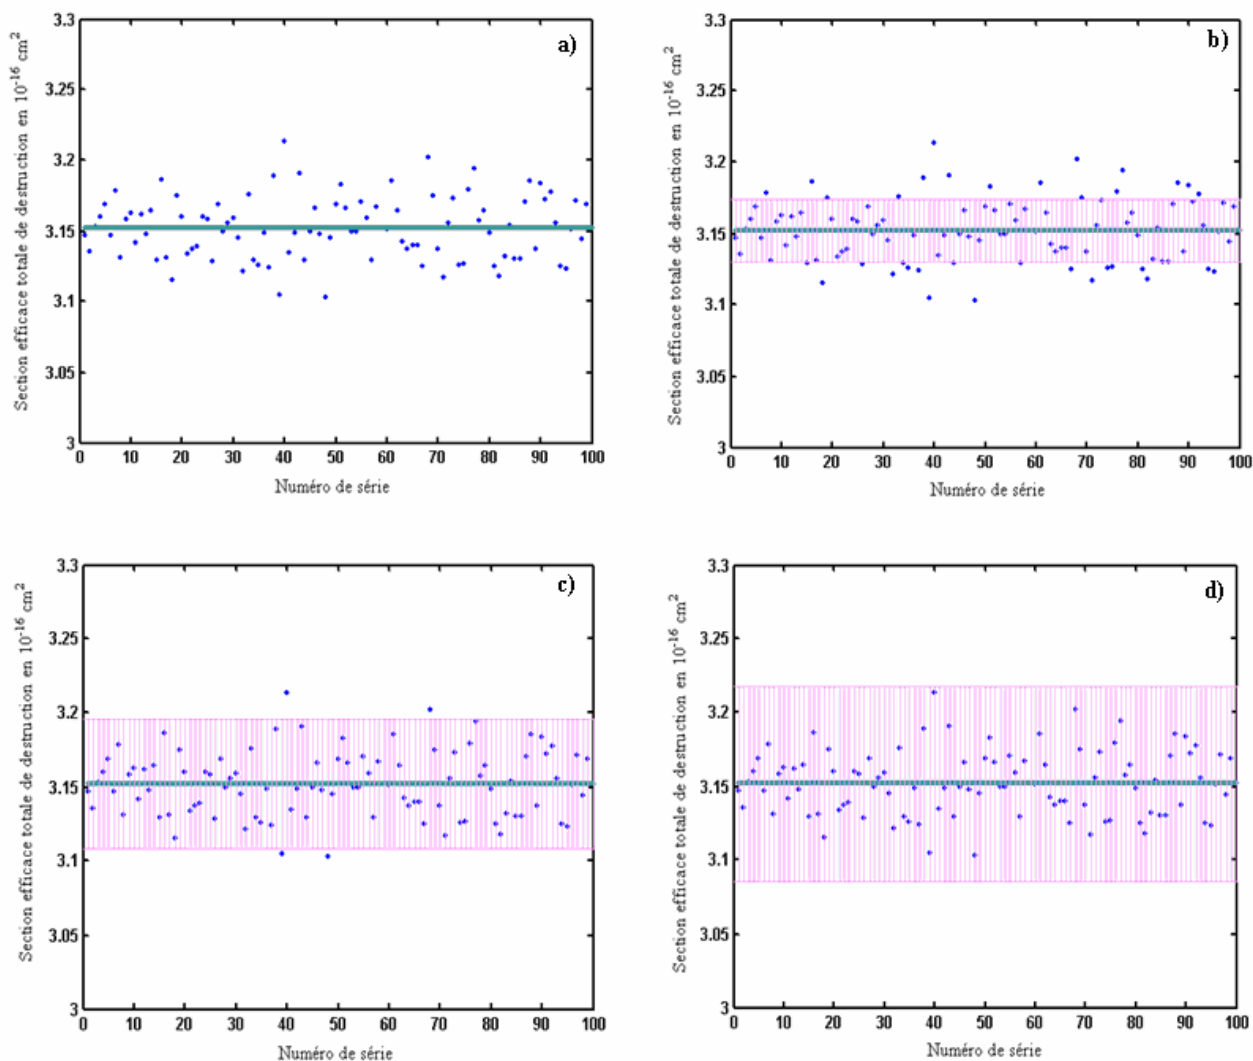 a)
Section efficace totale de destruction en 10⁻¹⁶ cm²
3.3
3.25
3.2
3.15
3.1
3.05
3
0 10 20 30 40 50 60 70 80 90 100
Numéro de série
b)
Section efficace totale de destruction en 10⁻¹⁶ cm²
3.3
3.25
3.2
3.15
3.1
3.05
3
0 10 20 30 40 50 60 70 80 90 100
Numéro de série
c)
Section efficace totale de destruction en 10⁻¹⁶ cm²
3.3
3.25
3.2
3.15
3.1
3.05
3
0 10 20 30 40 50 60 70 80 90 100
Numéro de série
d)
Section efficace totale de destruction en 10⁻¹⁶ cm²
3.3
3.25
3.2
3.15
3.1
3.05
3
0 10 20 30 40 50 60 70 80 90 100
Numéro de série